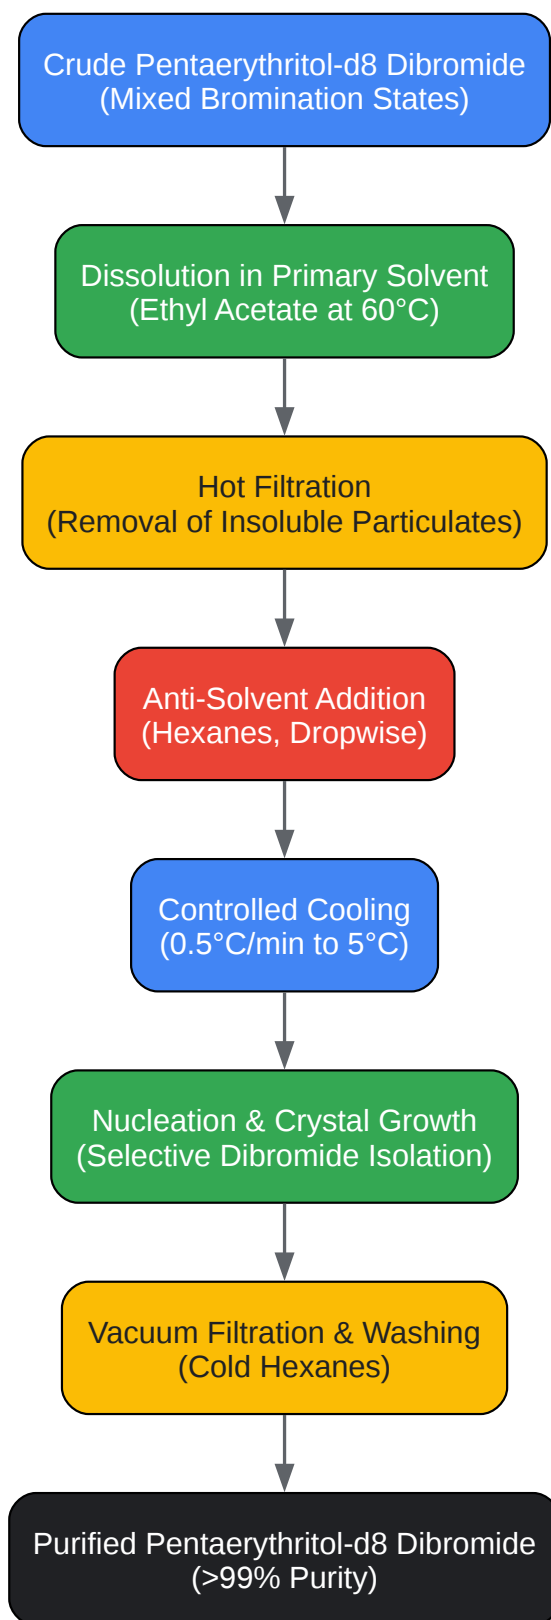 Crude Pentaerythritol-d8 Dibromide
(Mixed Bromination States)
Dissolution in Primary Solvent
(Ethyl Acetate at 60°C)
Hot Filtration
(Removal of Insoluble Particulates)
Anti-Solvent Addition
(Hexanes, Dropwise)
Controlled Cooling
(0.5°C/min to 5°C)
Nucleation & Crystal Growth
(Selective Dibromide Isolation)
Vacuum Filtration & Washing
(Cold Hexanes)
Purified Pentaerythritol-d8 Dibromide
(>99% Purity)